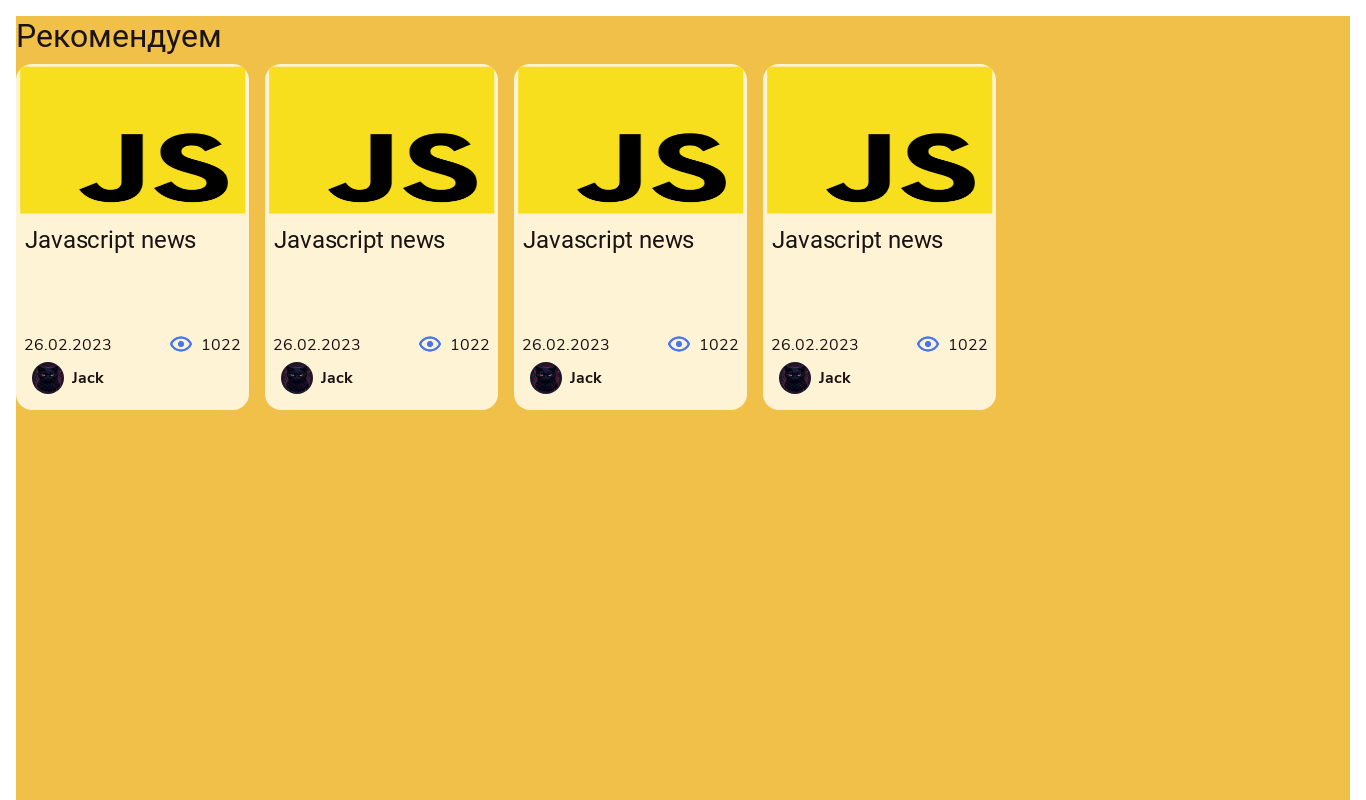 Рекомендуем
JS JS JS JS
Javascript news Javascript news Javascript news Javascript news
26.02.2023 1022 26.02.2023 1022 26.02.2023 1022 26.02.2023 1022
Jack Jack Jack Jack